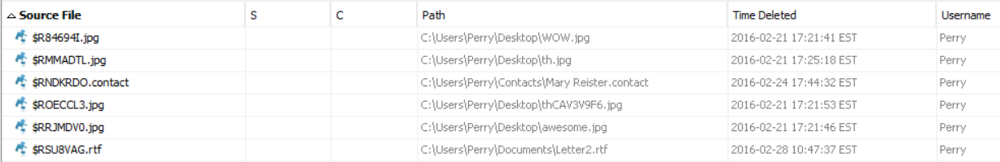 Source File S C Path Time Deleted Username
$R84694I.jpg C:\Users\Perry\Desktop\WOW.jpg 2016-02-21 17:21:41 EST Perry
$RMMADTL.jpg C:\Users\Perry\Desktop\th.jpg 2016-02-21 17:25:18 EST Perry
$RNDKRDO.contact C:\Users\Perry\Contacts\Mary Reister.contact 2016-02-24 17:44:32 EST Perry
$ROECCL3.jpg C:\Users\Perry\Desktop\thCAV3V9F6.jpg 2016-02-21 17:21:53 EST Perry
$RRJMDV0.jpg C:\Users\Perry\Desktop\awesome.jpg 2016-02-21 17:21:46 EST Perry
$RSU8VAG.rtf C:\Users\Perry\Documents\Letter2.rtf 2016-02-28 10:47:37 EST Perry